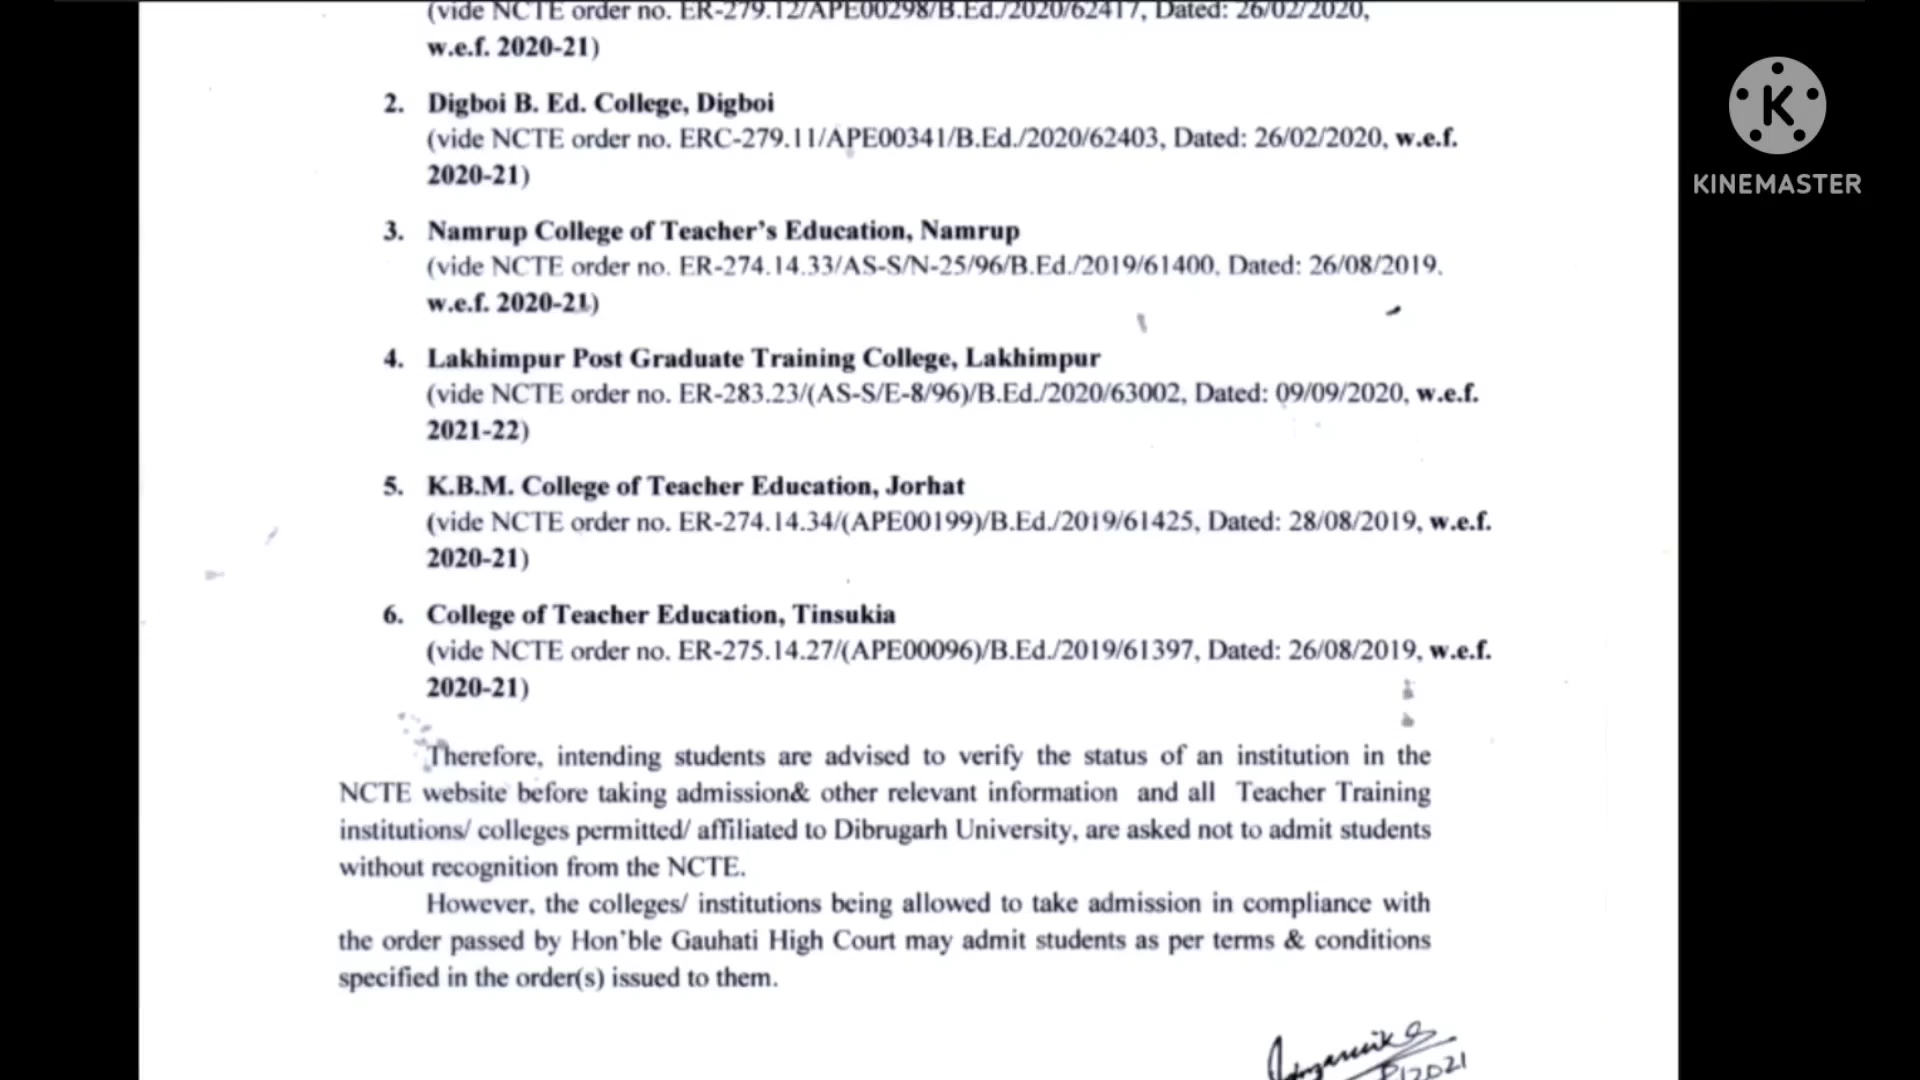 (vide NCTE order no. ER-279.12/APE00298/B.Ed./2020/62417, Dated: 26/02/2020,
w.e.f. 2020-21)
2. Digboi B. Ed. College, Digboi
(vide NCTE order no. ERC-279.11/APE00341/B.Ed./2020/62403, Dated: 26/02/2020, w.e.f.
2020-21)
3. Namrup College of Teacher's Education, Namrup
(vide NCTE order no. ER-274.14.33/AS-S/N-25/96/B.Ed./2019/61400. Dated: 26/08/2019.
w.e.f. 2020-21)
4. Lakhimpur Post Graduate Training College, Lakhimpur
(vide NCTE order no. ER-283.23/(AS-S/E-8/96)/B.Ed./2020/63002, Dated: 09/09/2020, w.e.f.
2021-22)
5. K.B.M. College of Teacher Education, Jorhat
(vide NCTE order no. ER-274.14.34/(APE00199)/B.Ed./2019/61425, Dated: 28/08/2019, w.e.f.
2020-21)
6. College of Teacher Education, Tinsukia
(vide NCTE order no. ER-275.14.27/(APE00096)/B.Ed./2019/61397, Dated: 26/08/2019, w.e.f.
2020-21)
Therefore, intending students are advised to verify the status of an institution in the
NCTE website before taking admission& other relevant information and all Teacher Training
institutions/ colleges permitted/ affiliated to Dibrugarh University, are asked not to admit students
without recognition from the NCTE.
However, the colleges/ institutions being allowed to take admission in compliance with
the order passed by Hon'ble Gauhati High Court may admit students as per terms & conditions
specified in the order(s) issued to them.
KINEMASTER